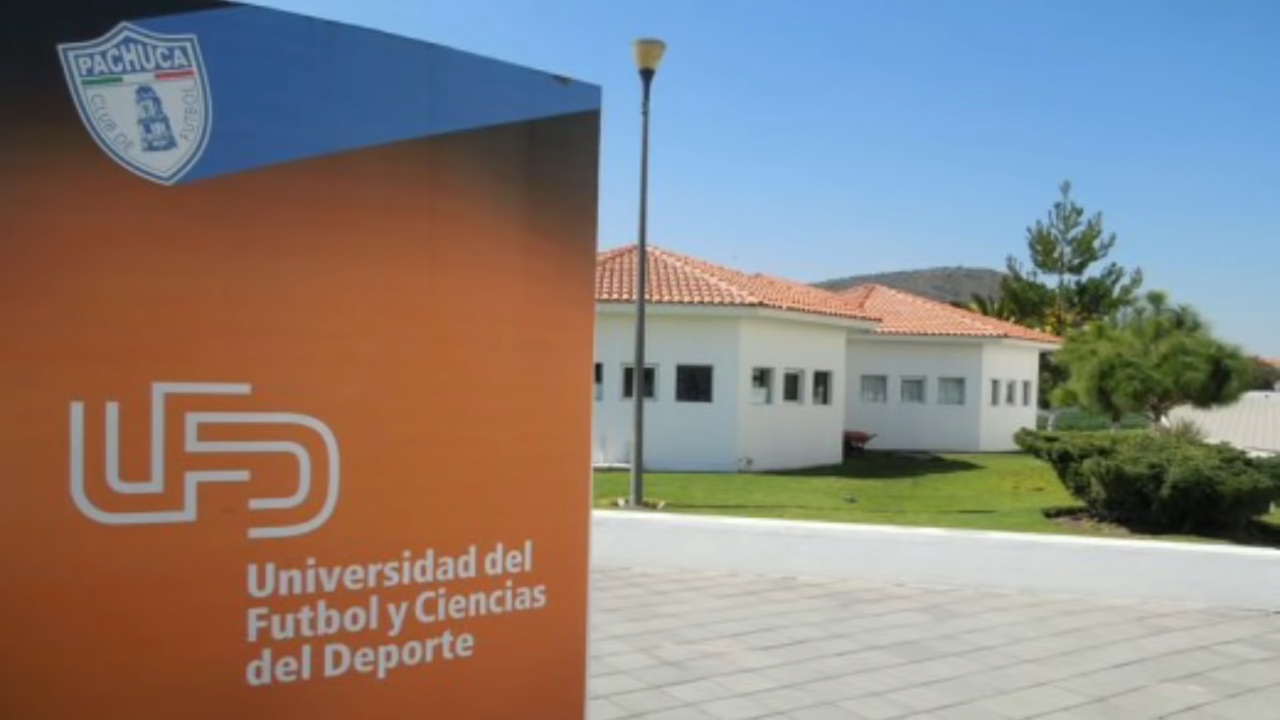 PACHUCA
CLUB DE FUTBOL
UFD
Universidad del
Futbol y Ciencias
del Deporte